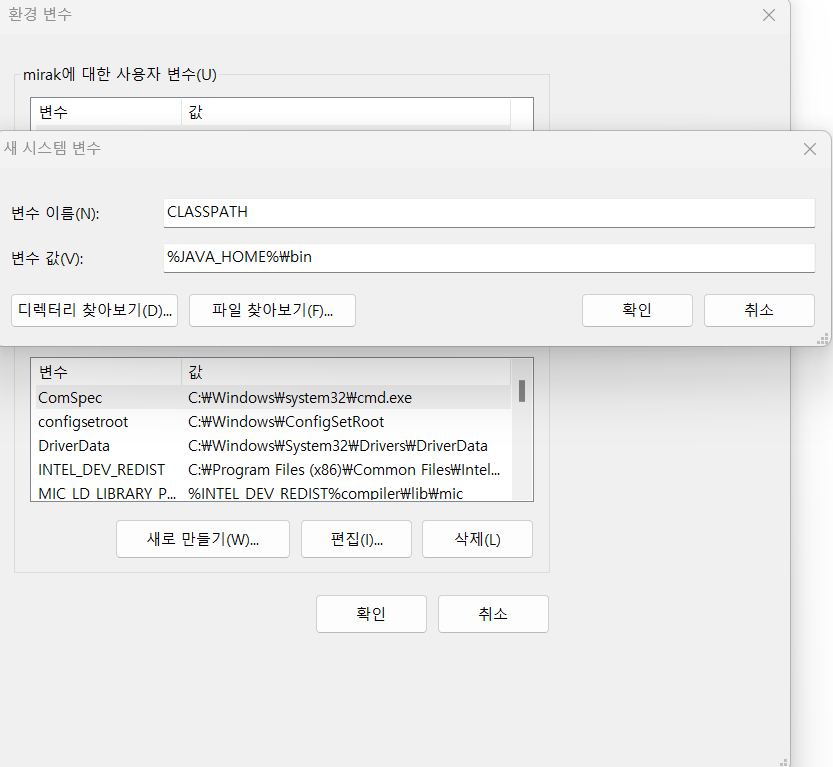 환경 변수
mirak에 대한 사용자 변수(U)
변수 값
새 시스템 변수
변수 이름(N): CLASSPATH
변수 값(V): %JAVA_HOME%₩bin
디렉터리 찾아보기(D)... 파일 찾아보기(F)... 확인 취소
변수 값
ComSpec C:₩Windows₩system32₩cmd.exe
configsetroot C:₩Windows₩ConfigSetRoot
DriverData C:₩Windows₩System32₩Drivers₩DriverData
INTEL_DEV_REDIST C:₩Program Files (x86)₩Common Files₩Intel...
MIC_LD_LIBRARY_P... %INTEL_DEV_REDIST%compiler₩lib₩mic
새로 만들기(W)... 편집(I)... 삭제(L)
확인 취소